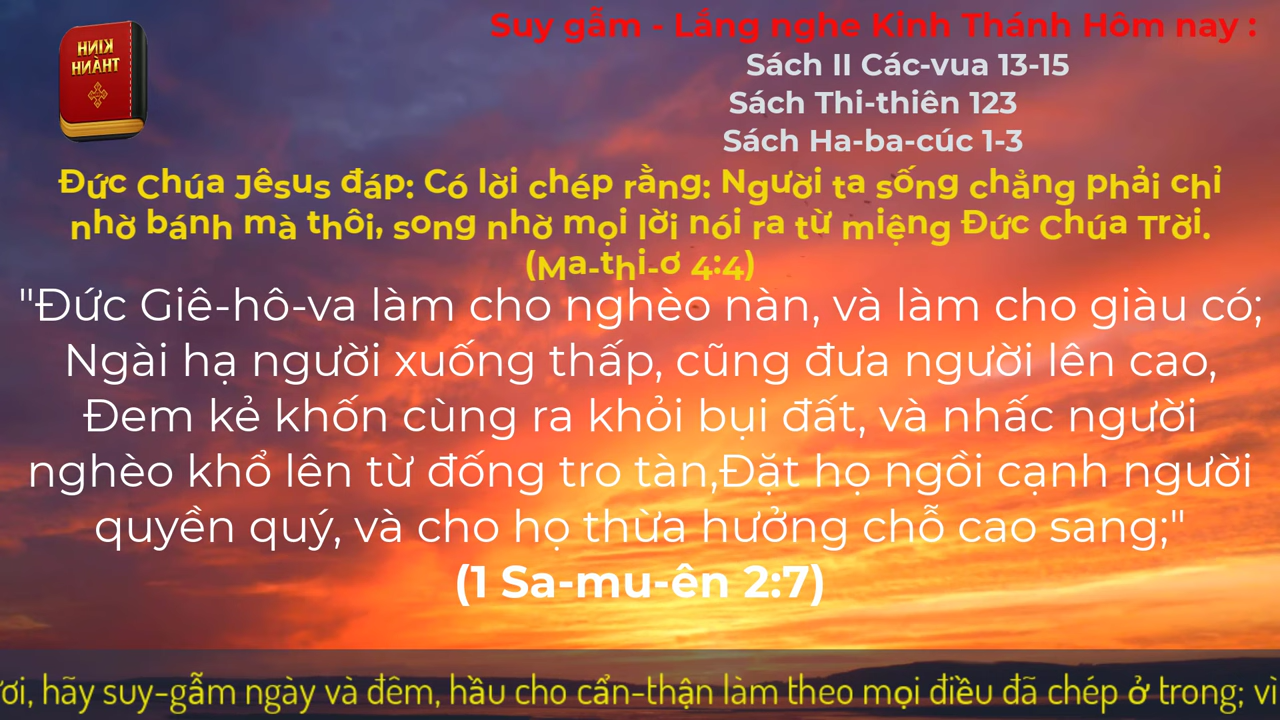 KINH
THÁNH
Suy gẫm - Lắng nghe Kinh Thánh Hôm nay :
Sách II Các-vua 13-15
Sách Thi-thiên 123
Sách Ha-ba-cúc 1-3
Đức Chúa Jêsus đáp: Có lời chép rằng: Người ta sống chẳng phải chỉ
nhờ bánh mà thôi, song nhờ mọi lời nói ra từ miệng Đức Chúa Trời.
(Ma-thi-ơ 4:4)
"Đức Giê-hô-va làm cho nghèo nàn, và làm cho giàu có;
Ngài hạ người xuống thấp, cũng đưa người lên cao,
Đem kẻ khốn cùng ra khỏi bụi đất, và nhấc người
nghèo khổ lên từ đống tro tàn,Đặt họ ngồi cạnh người
quyền quý, và cho họ thừa hưởng chỗ cao sang;"
(1 Sa-mu-ên 2:7)
ươi, hãy suy-gẫm ngày và đêm, hầu cho cẩn-thận làm theo mọi điều đã chép ở trong; vì